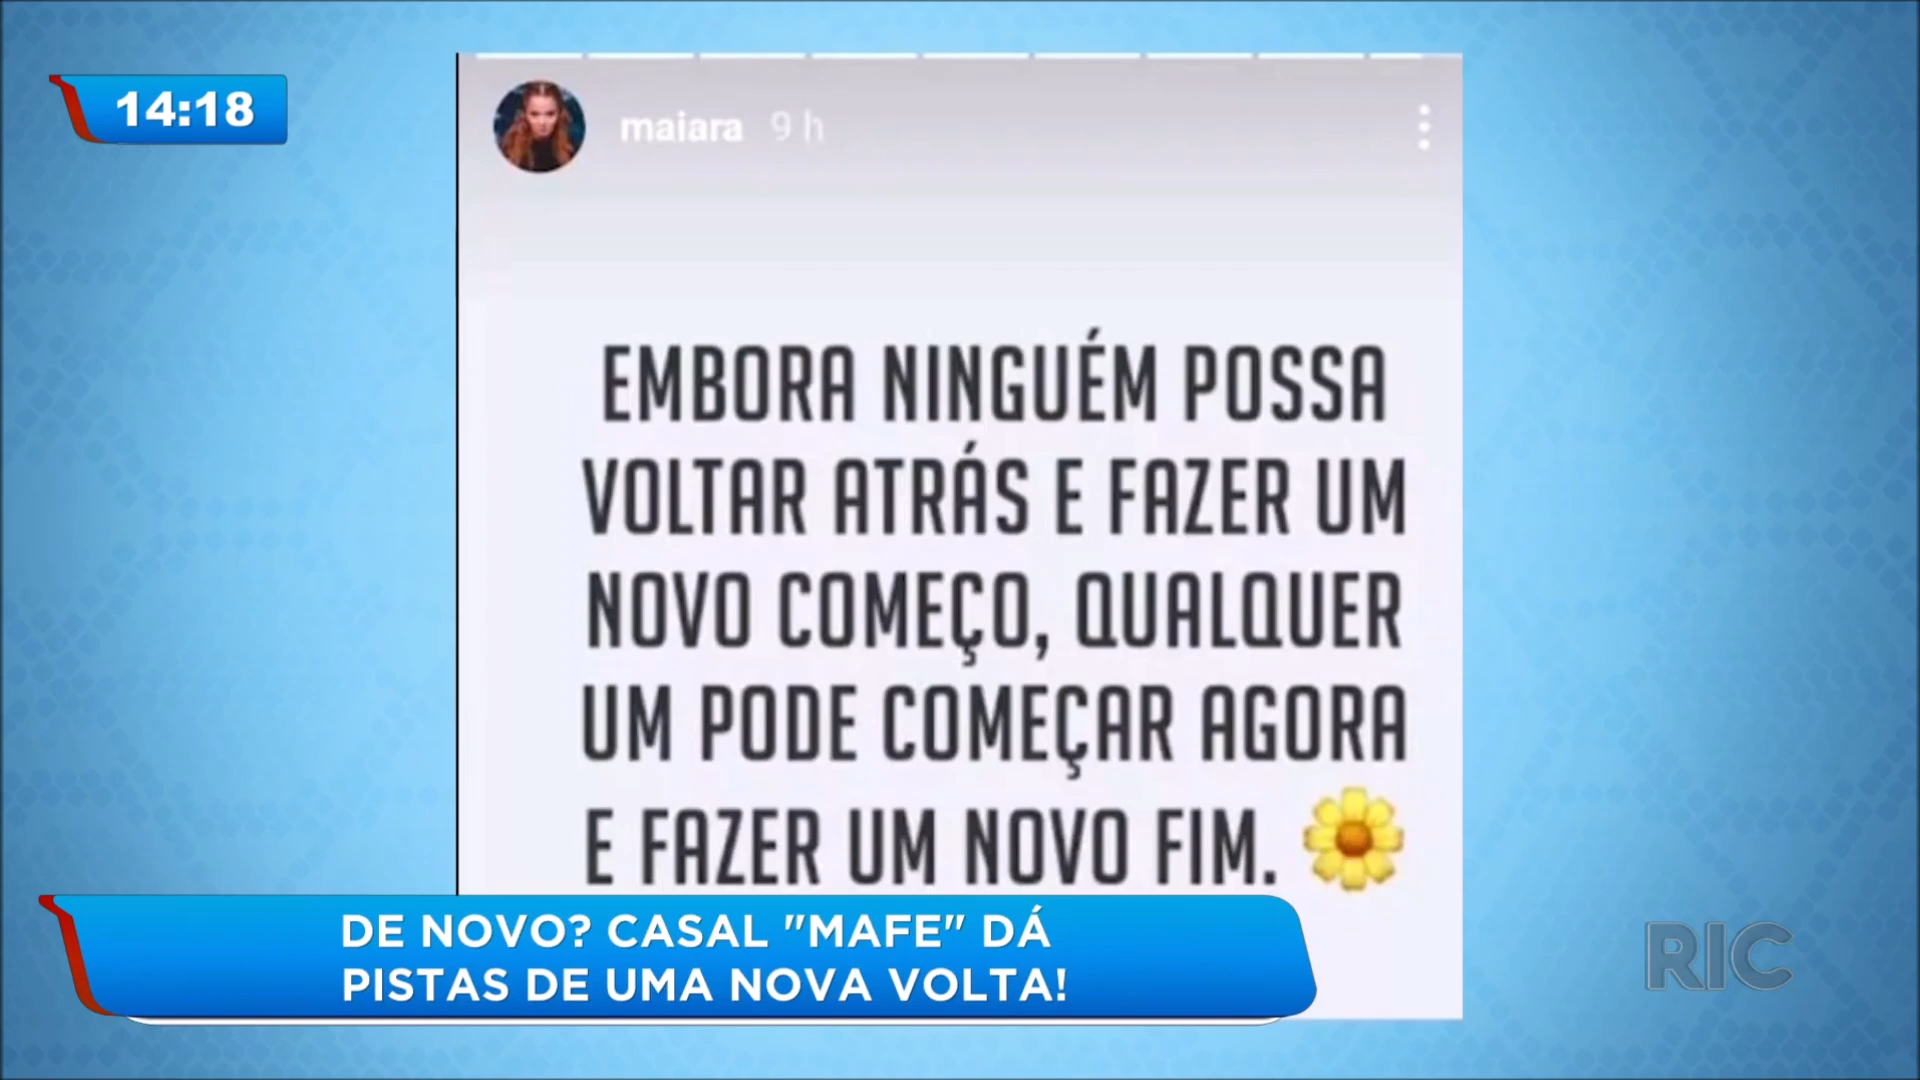 14:18
maiara 9 h
EMBORA NINGUÉM POSSA
VOLTAR ATRÁS E FAZER UM
NOVO COMEÇO, QUALQUER
UM PODE COMEÇAR AGORA
E FAZER UM NOVO FIM.
DE NOVO? CASAL "MAFE" DÁ
PISTAS DE UMA NOVA VOLTA!
RIC